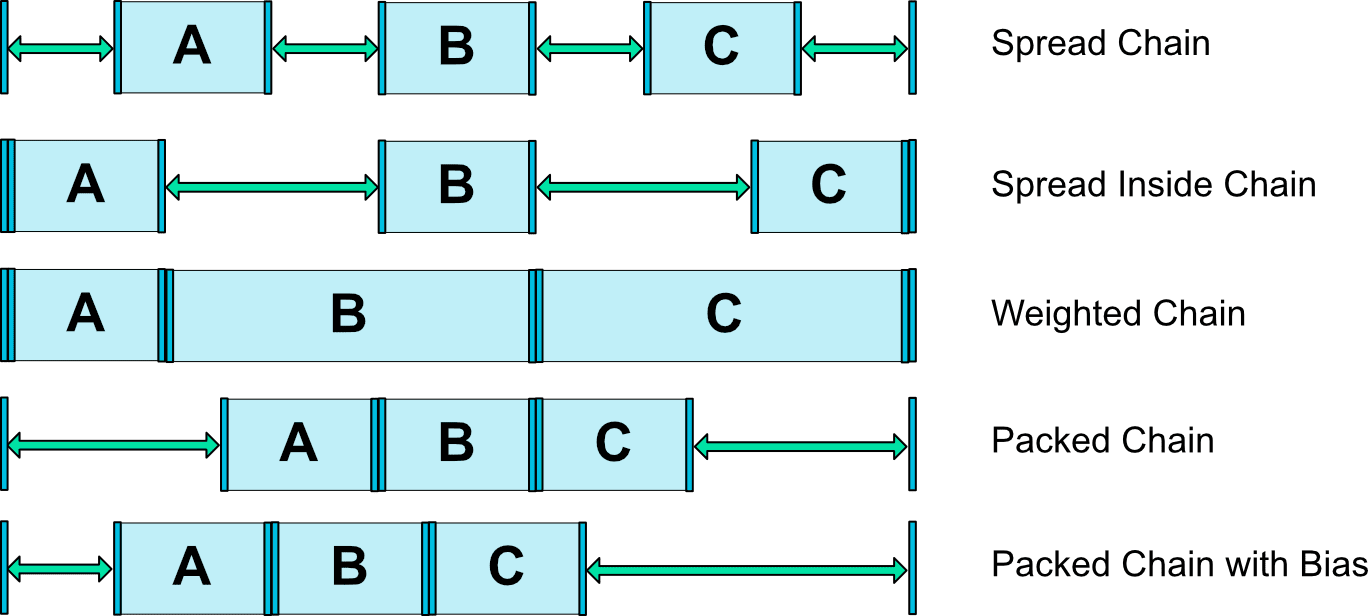 A B C Spread Chain
A B C Spread Inside Chain
A B C Weighted Chain
A B C Packed Chain
A B C Packed Chain with Bias